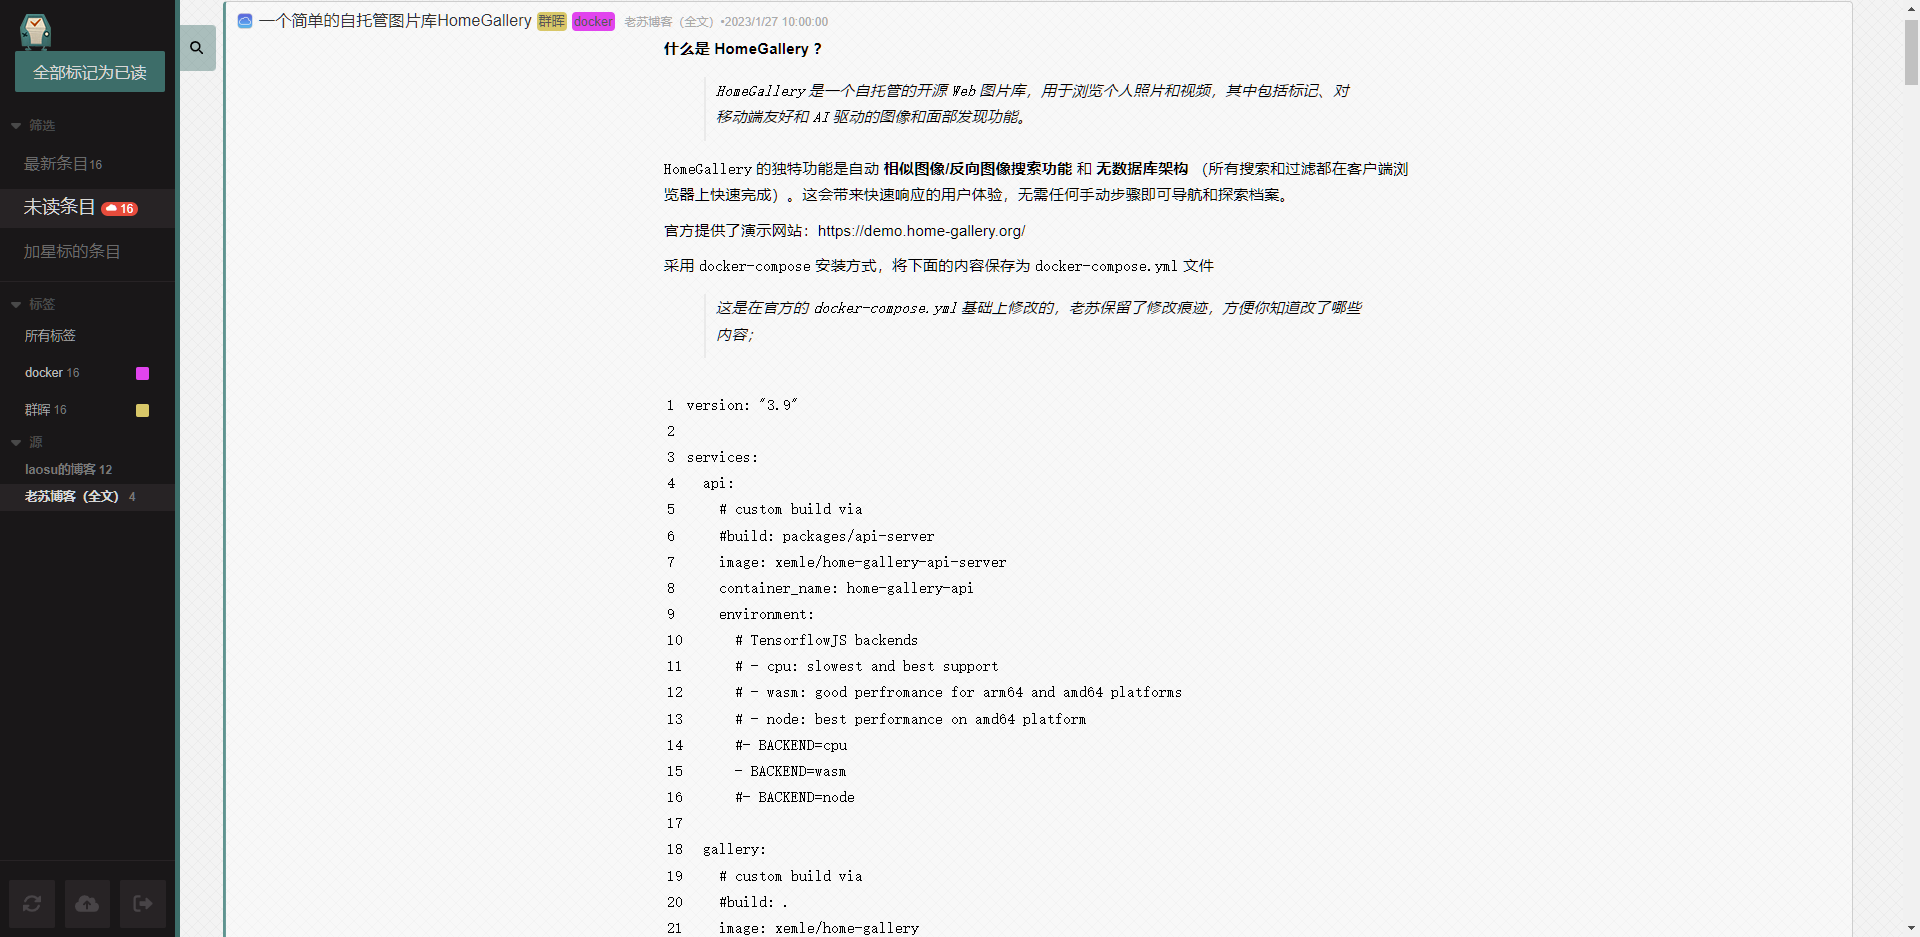 全部标记为已读
筛选
最新条目16
未读条目 16
加星标的条目
标签
所有标签
docker 16
群晖 16
源
laosu的博客 12
老苏博客（全文） 4
一个简单的自托管图片库HomeGallery 群晖 docker 老苏博客（全文）•2023/1/27 10:00:00
什么是 HomeGallery ？
HomeGallery 是一个自托管的开源 Web 图片库，用于浏览个人照片和视频，其中包括标记、对
移动端友好和 AI 驱动的图像和面部发现功能。
HomeGallery 的独特功能是自动 相似图像/反向图像搜索功能 和 无数据库架构 （所有搜索和过滤都在客户端浏
览器上快速完成）。这会带来快速响应的用户体验，无需任何手动步骤即可导航和探索档案。
官方提供了演示网站：https://demo.home-gallery.org/
采用 docker-compose 安装方式，将下面的内容保存为 docker-compose.yml 文件
这是在官方的 docker-compose.yml 基础上修改的，老苏保留了修改痕迹，方便你知道改了哪些
内容；
1 version: "3.9"
2
3 services:
4 api:
5 # custom build via
6 #build: packages/api-server
7 image: xemle/home-gallery-api-server
8 container_name: home-gallery-api
9 environment:
10 # TensorflowJS backends
11 # - cpu: slowest and best support
12 # - wasm: good perfromance for arm64 and amd64 platforms
13 # - node: best performance on amd64 platform
14 #- BACKEND=cpu
15 - BACKEND=wasm
16 #- BACKEND=node
17
18 gallery:
19 # custom build via
20 #build: .
21 image: xemle/home-gallery